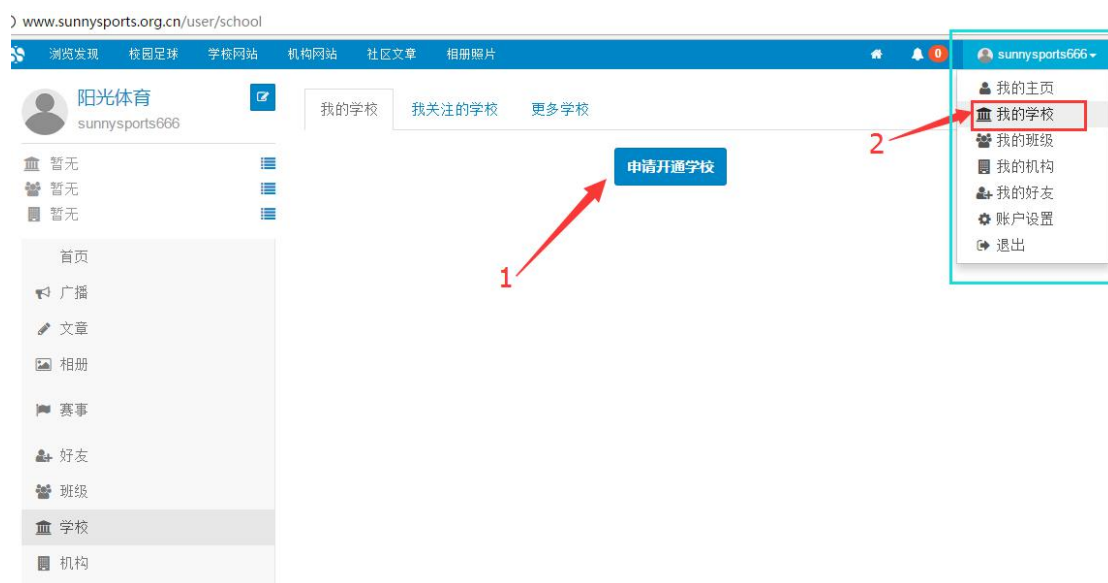 www.sunnysports.org.cn/user/school
浏览发现 校园足球 学校网站 机构网站 社区文章 相册照片 0 sunnysports666
阳光体育
sunnysports666
我的学校 我关注的学校 更多学校
我的主页
我的学校
我的班级
我的机构
我的好友
账户设置
退出
2
暂无
暂无
暂无
申请开通学校
1
首页
广播
文章
相册
赛事
好友
班级
学校
机构